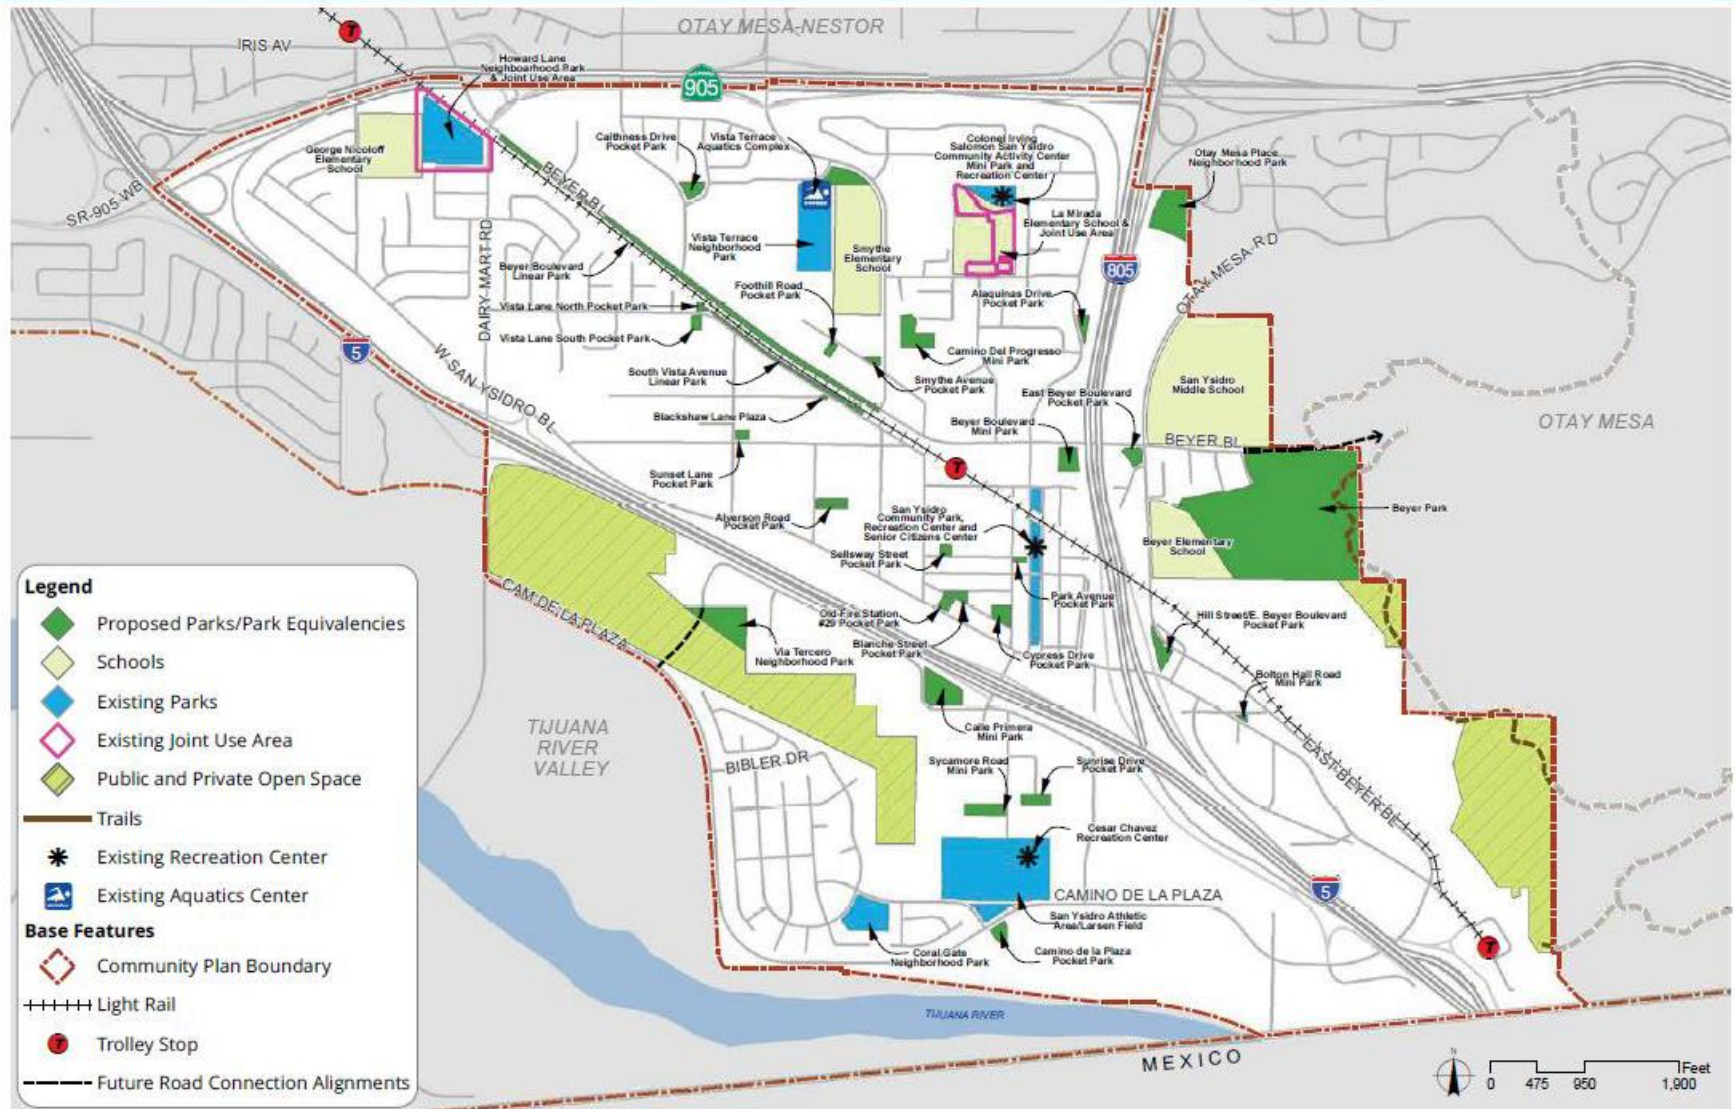 OTAY MESA-NESTOR
IRIS AV
Howard Lane
Neighboarhood Park
& Joint Use Area
905
George Nicoloff
Elementary
School
SR-905 WB
BEYER BL
Caithness Drive
Pocket Park
Vista Terrace
Aquatics Complex
Colonel Irving
Salomon San Ysidro
Community Activity Center
Mini Park and
Recreation Center
Otay Mesa Place
Neighborhood Park
La Mirada
Elementary School &
Joint Use Area
Vista Terrace
Neighborhood
Park
Smythe
Elementary
School
DAIRY-MART-RD
Beyer Boulevard
Linear Park
805
OTAY-MESA-RD
Vista Lane North Pocket Park
Foothill Road
Pocket Park
Alaquinas Drive
Pocket Park
Vista Lane South Pocket Park
5
W-SAN-YSIDRO BL
Camino Del Progresso
Mini Park
South Vista Avenue
Linear Park
Smythe Avenue
Pocket Park
San Ysidro
Middle School
East Beyer Boulevard
Pocket Park
Blackshaw Lane Plaza
Beyer Boulevard
Mini Park
OTAY MESA
BEYER BL
T
Sunset Lane
Pocket Park
Alverson Road
Pocket Park
San Ysidro
Community Park,
Recreation Center and
Senior Citizens Center
Beyer Park
Beyer Elementary
School
Sellsway Street
Pocket Park
Park Avenue
Pocket Park
CAM DE LA PLAZA
Old Fire Station
#29 Pocket Park
Hill Street/E. Beyer Boulevard
Pocket Park
Via Tercero
Neighborhood Park
Blanche Street
Pocket Park
Cypress Drive
Pocket Park
Bolton Hall Road
Mini Park
TIJUANA
RIVER
VALLEY
Calle Primera
Mini Park
BIBLER DR
Sycamore Road
Mini Park
Sunrise Drive
Pocket Park
EAST-BEYER-BL
Cesar Chavez
Recreation Center
CAMINO DE LA PLAZA
5
San Ysidro Athletic
Area/Larsen Field
Coral Gate
Neighborhood Park
Camino de la Plaza
Pocket Park
T
TIJUANA RIVER
MEXICO
N
Feet
0 475 950 1,900
Legend
Proposed Parks/Park Equivalencies
Schools
Existing Parks
Existing Joint Use Area
Public and Private Open Space
Trails
Existing Recreation Center
Existing Aquatics Center
Base Features
Community Plan Boundary
Light Rail
T Trolley Stop
Future Road Connection Alignments
T